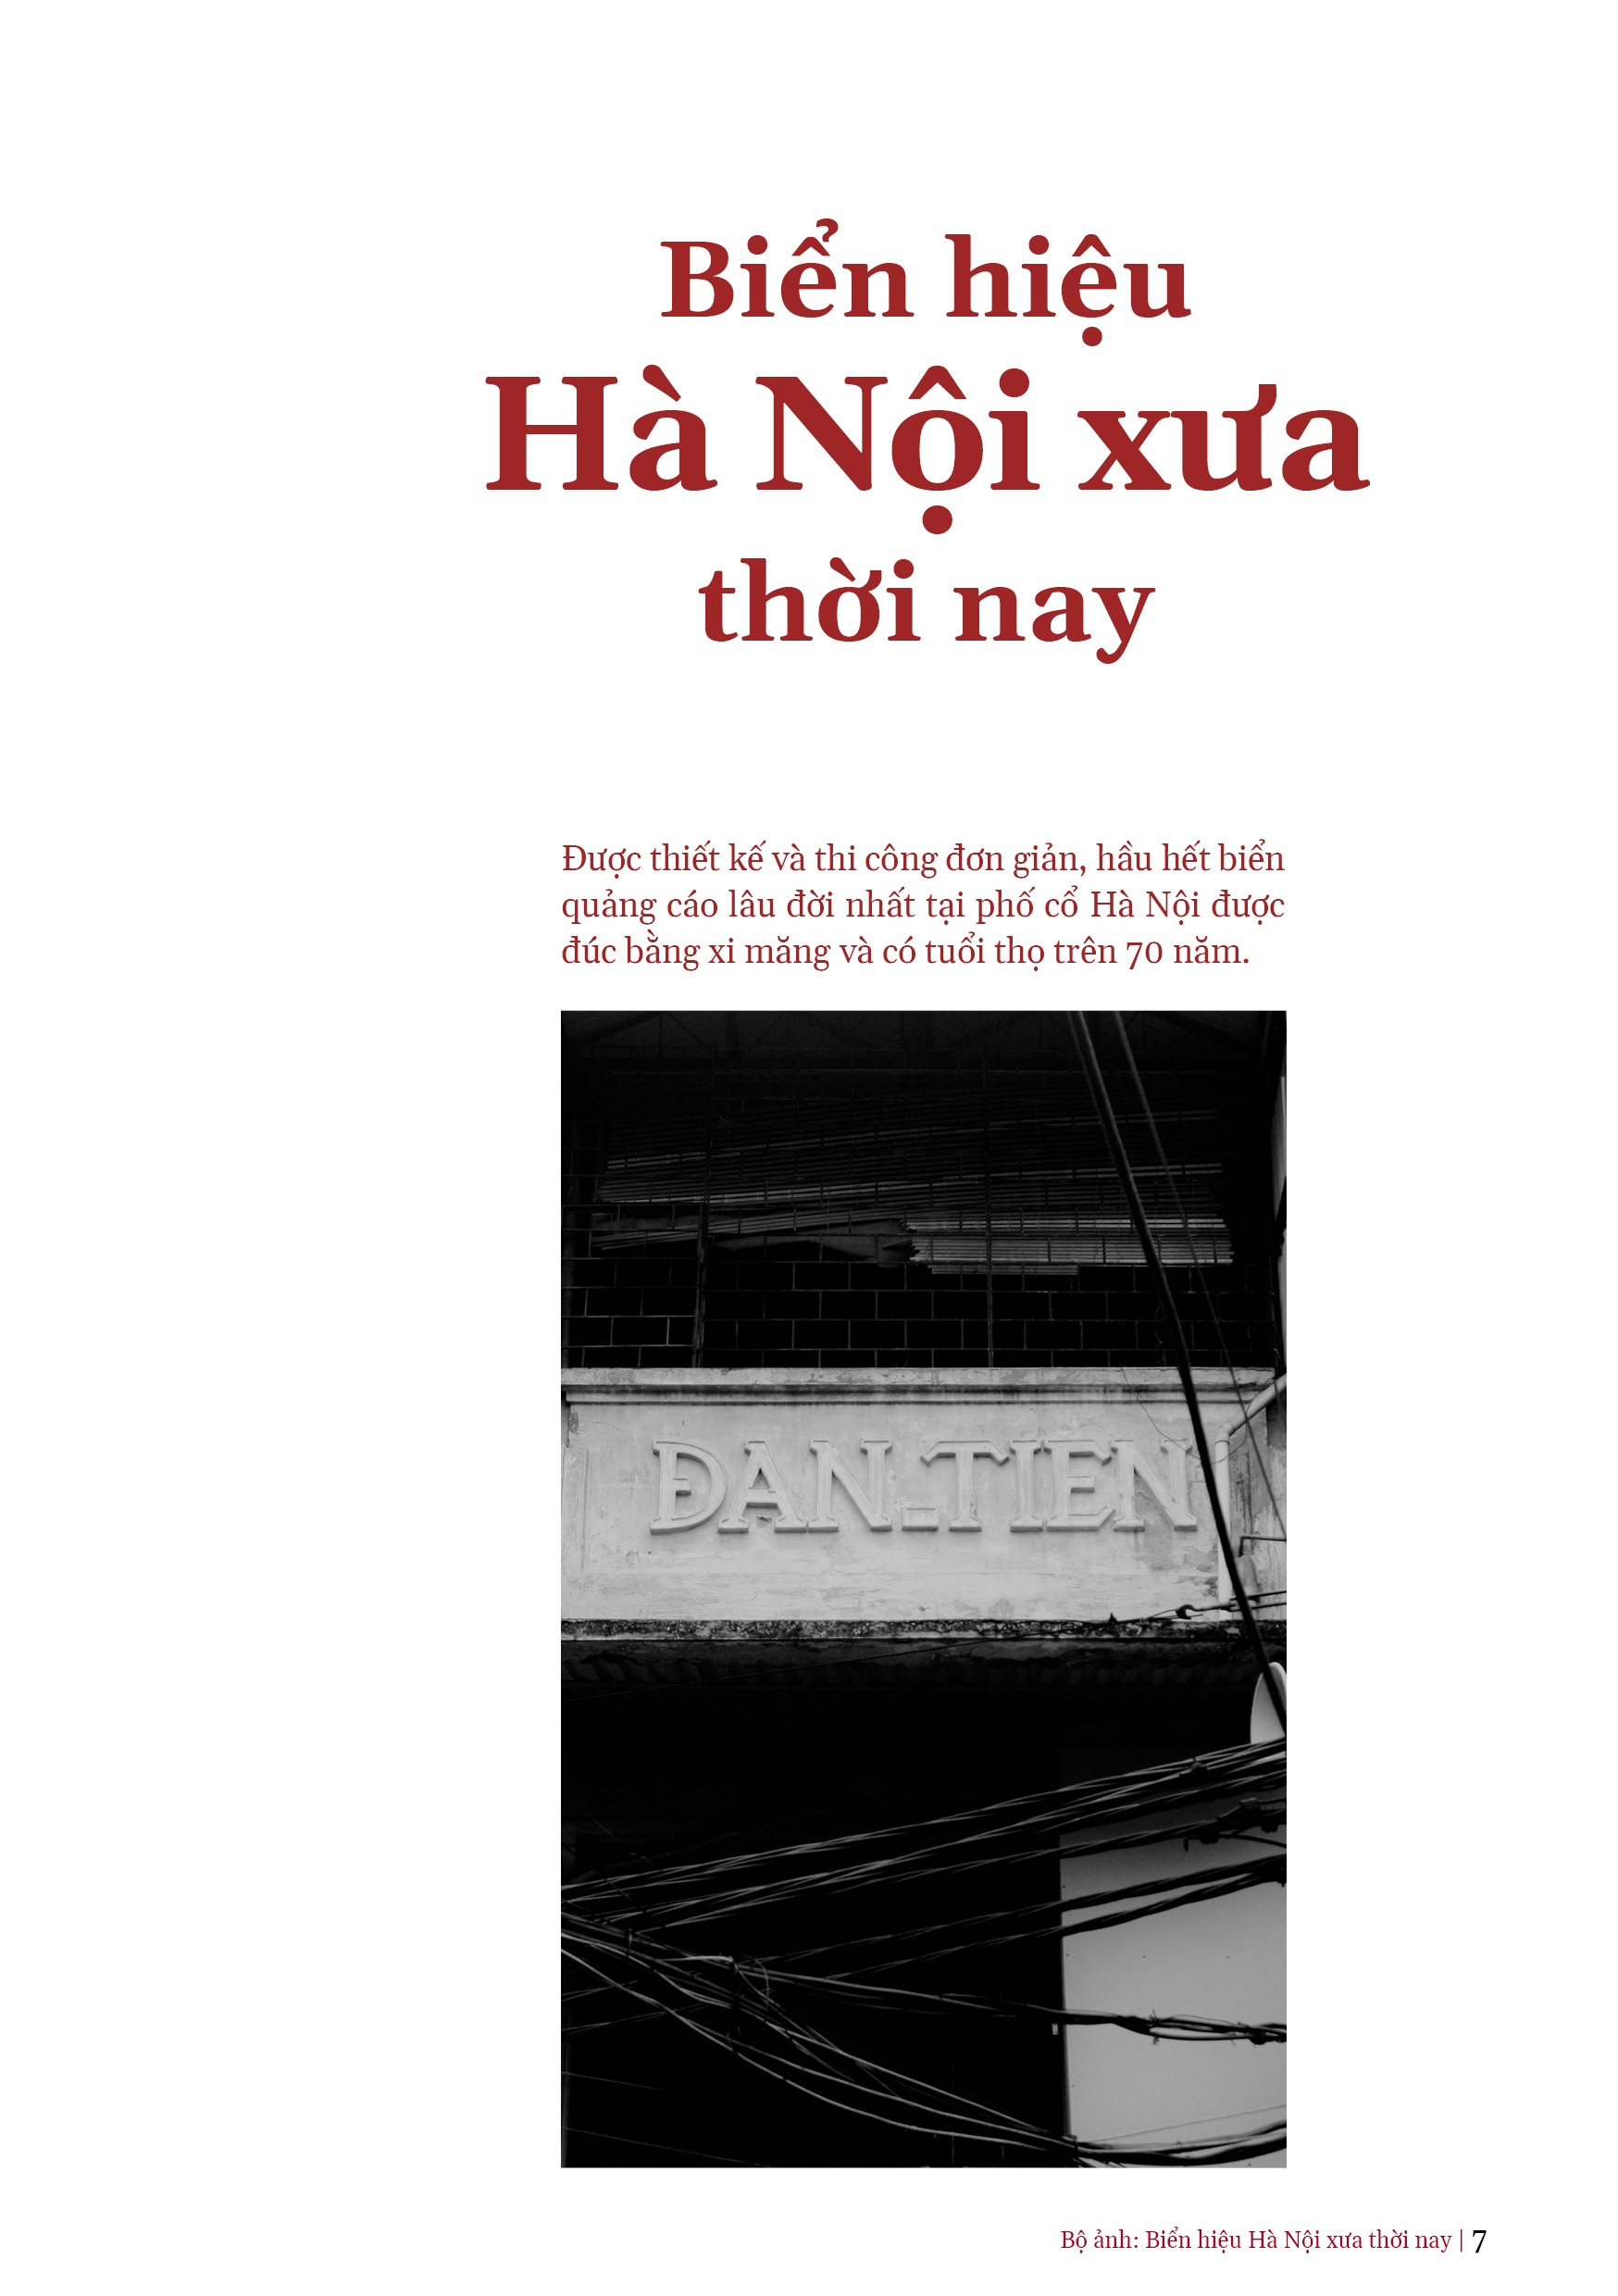 Biển hiệu
Hà Nội xưa
thời nay
Được thiết kế và thi công đơn giản, hầu hết biển
quảng cáo lâu đời nhất tại phố cổ Hà Nội được
đúc bằng xi măng và có tuổi thọ trên 70 năm.
ĐAN_TIEN
Bộ ảnh: Biển hiệu Hà Nội xưa thời nay | 7